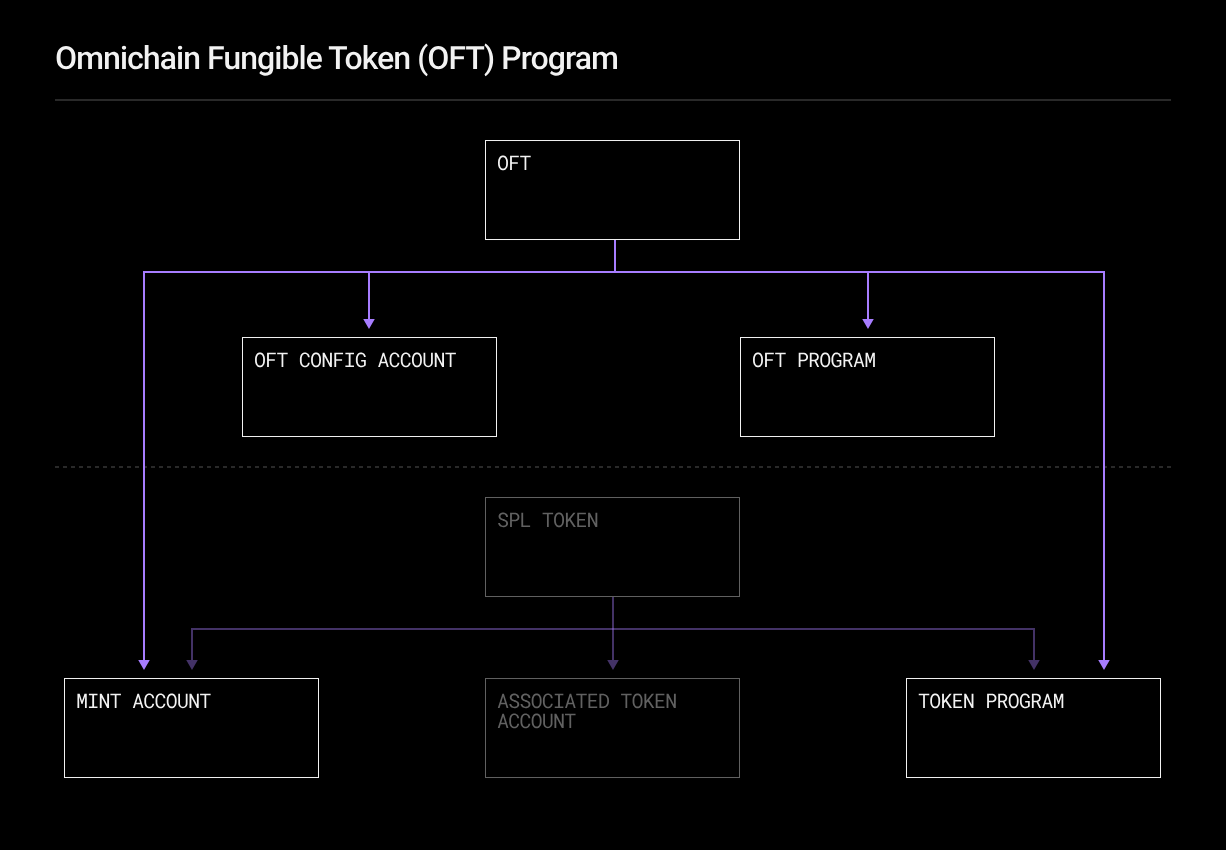 Omnichain Fungible Token (OFT) Program
OFT
OFT CONFIG ACCOUNT
OFT PROGRAM
SPL TOKEN
MINT ACCOUNT
ASSOCIATED TOKEN
ACCOUNT
TOKEN PROGRAM